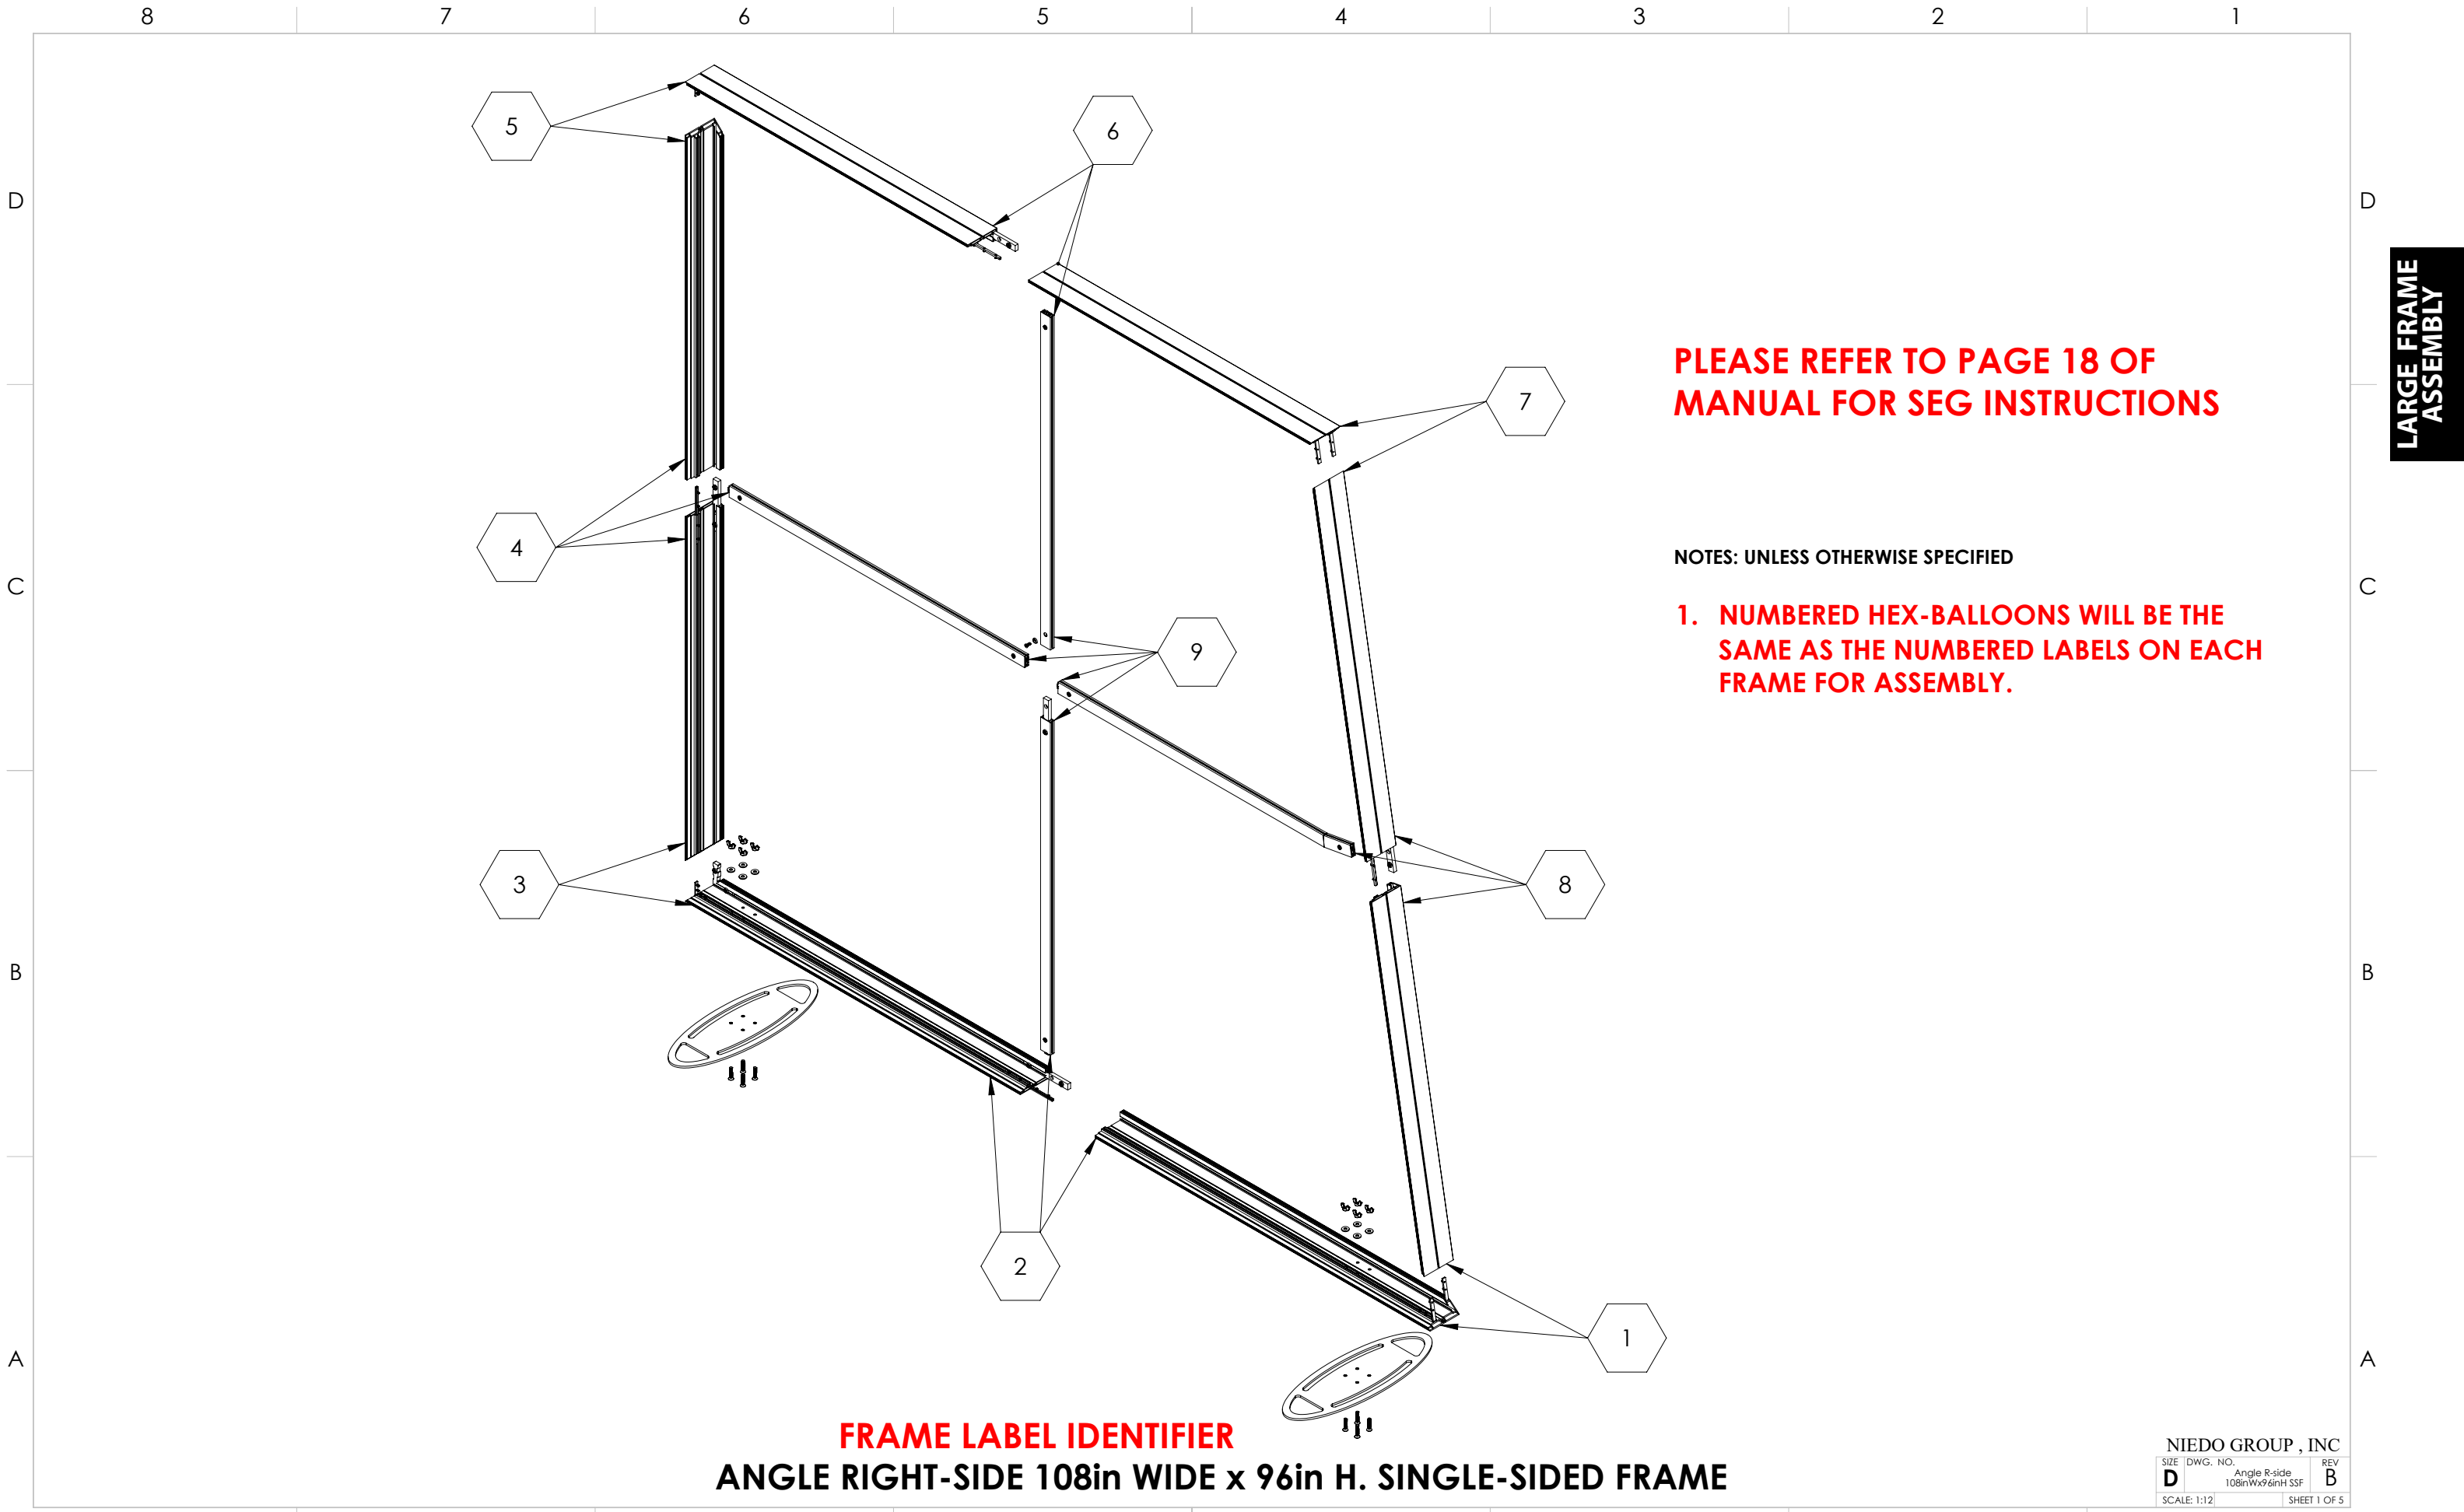 8 7 6 5 4 3 2 1
D D
C C
B B
A A
5
6
7
4
9
3
8
2
1
LARGE FRAME
ASSEMBLY
PLEASE REFER TO PAGE 18 OF
MANUAL FOR SEG INSTRUCTIONS
NOTES: UNLESS OTHERWISE SPECIFIED
1. NUMBERED HEX-BALLOONS WILL BE THE
SAME AS THE NUMBERED LABELS ON EACH
FRAME FOR ASSEMBLY.
FRAME LABEL IDENTIFIER
ANGLE RIGHT-SIDE 108in WIDE x 96in H. SINGLE-SIDED FRAME
NIEDO GROUP , INC
SIZE DWG. NO. REV
D Angle R-side B
108inWx96inH SSF
SCALE: 1:12 SHEET 1 OF 5